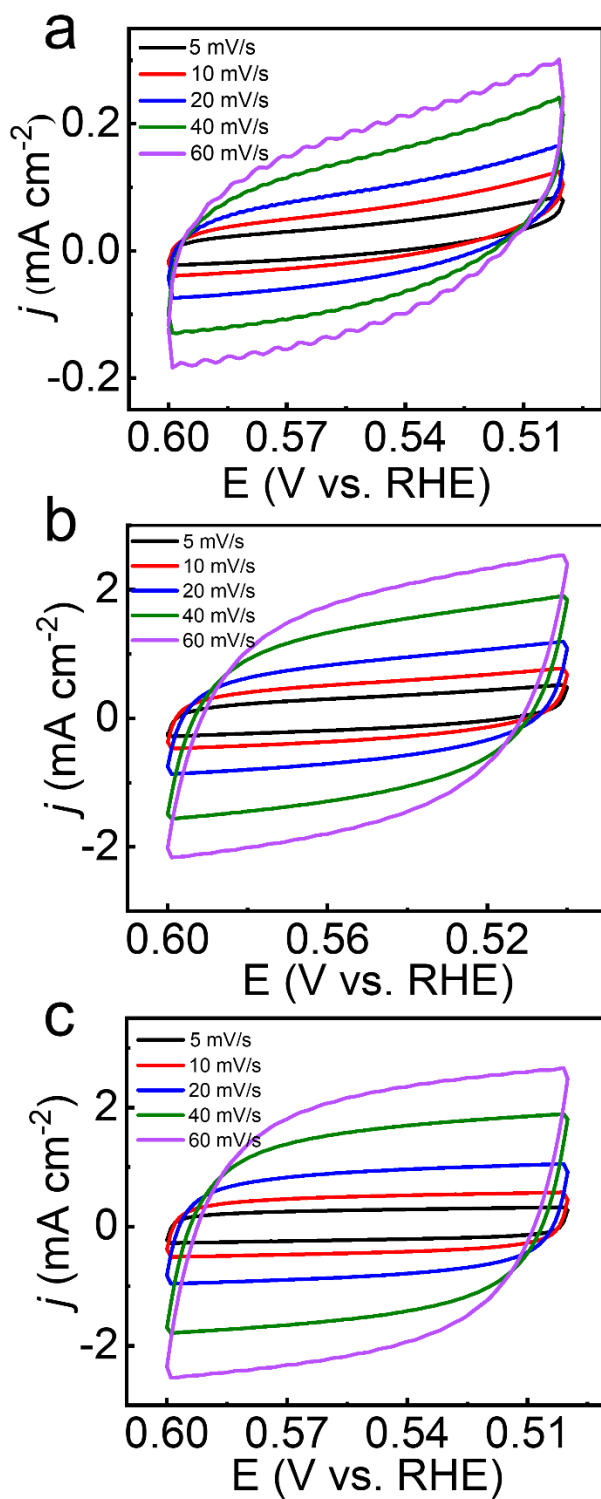 a
5 mV/s
10 mV/s
20 mV/s
40 mV/s
60 mV/s
0.2
0.0
-0.2
j (mA cm-2)
0.60 0.57 0.54 0.51
E (V vs. RHE)
b
5 mV/s
10 mV/s
20 mV/s
40 mV/s
60 mV/s
2
0
-2
j (mA cm-2)
0.60 0.56 0.52
E (V vs. RHE)
c
5 mV/s
10 mV/s
20 mV/s
40 mV/s
60 mV/s
2
0
-2
j (mA cm-2)
0.60 0.57 0.54 0.51
E (V vs. RHE)